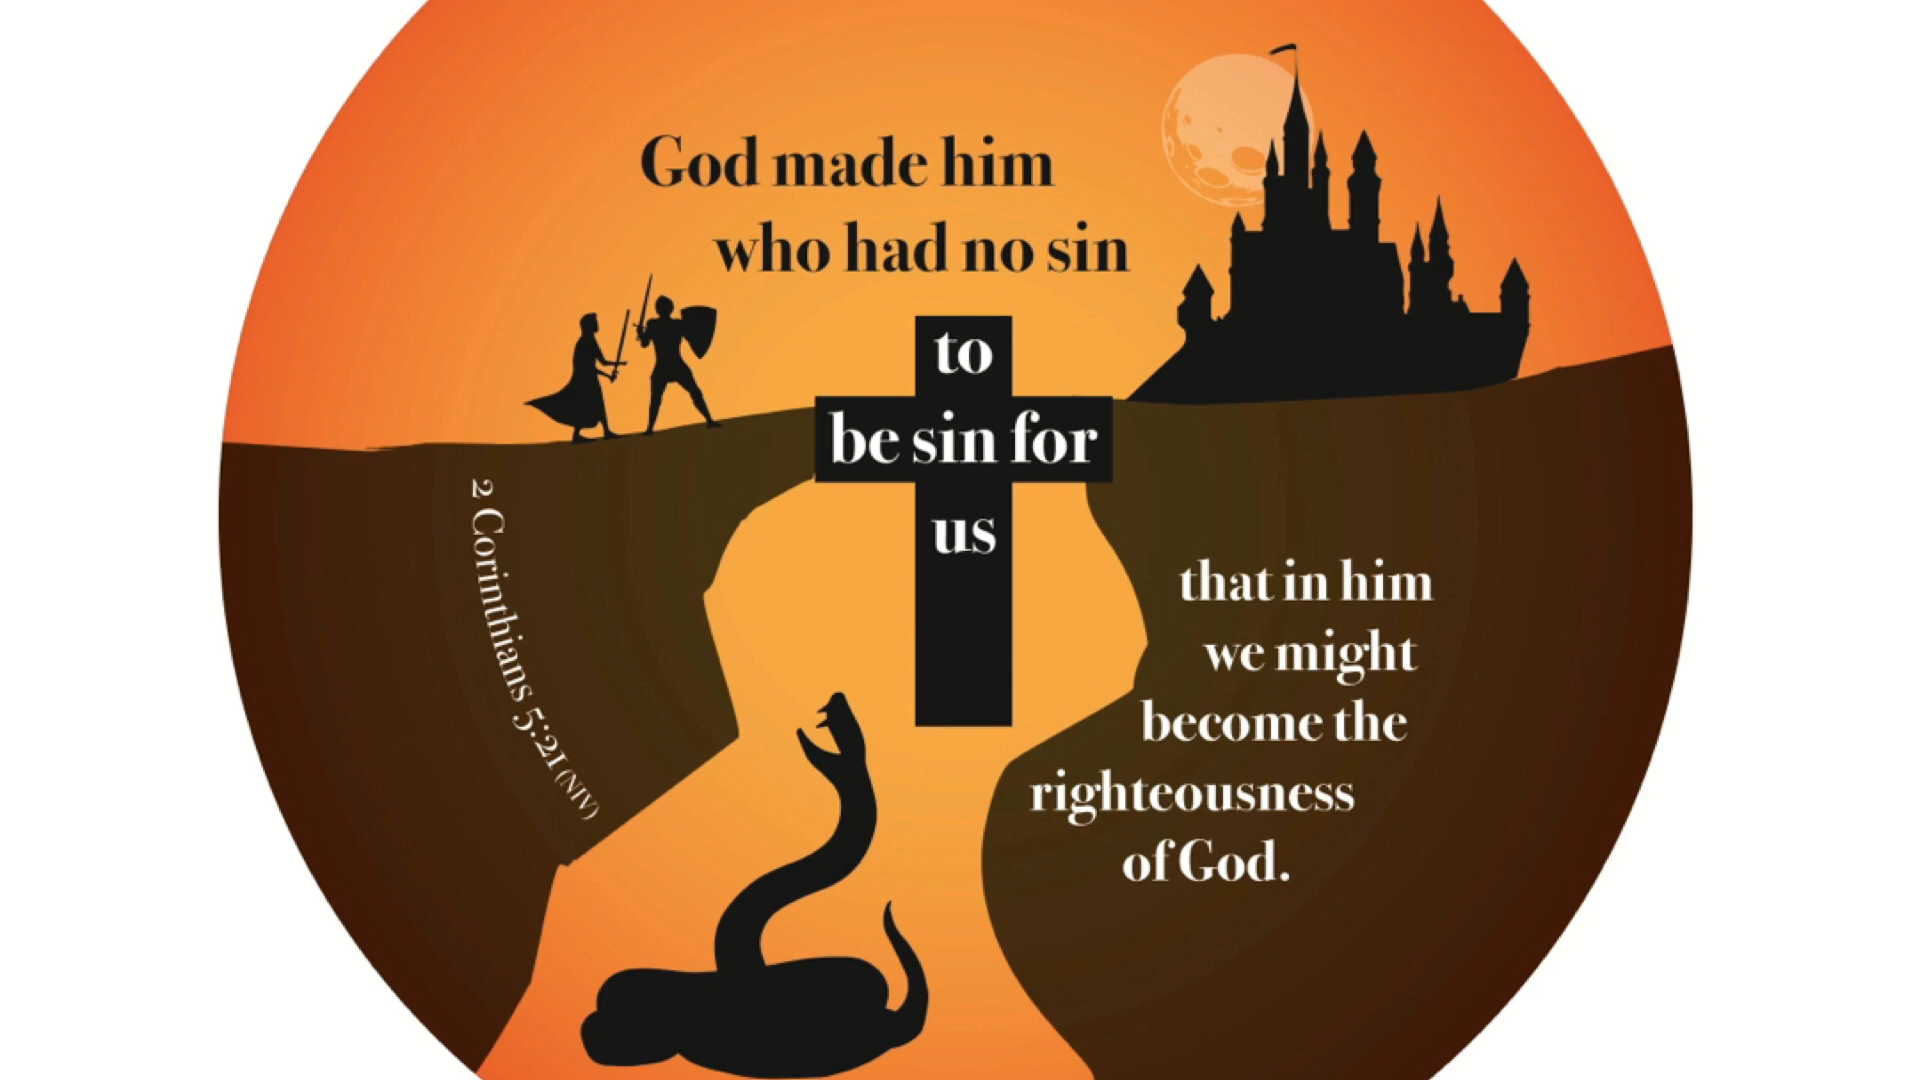 God made him
who had no sin
to
be sin for
us
that in him
we might
become the
righteousness
of God.
2 Corinthians 5:21 (NIV)